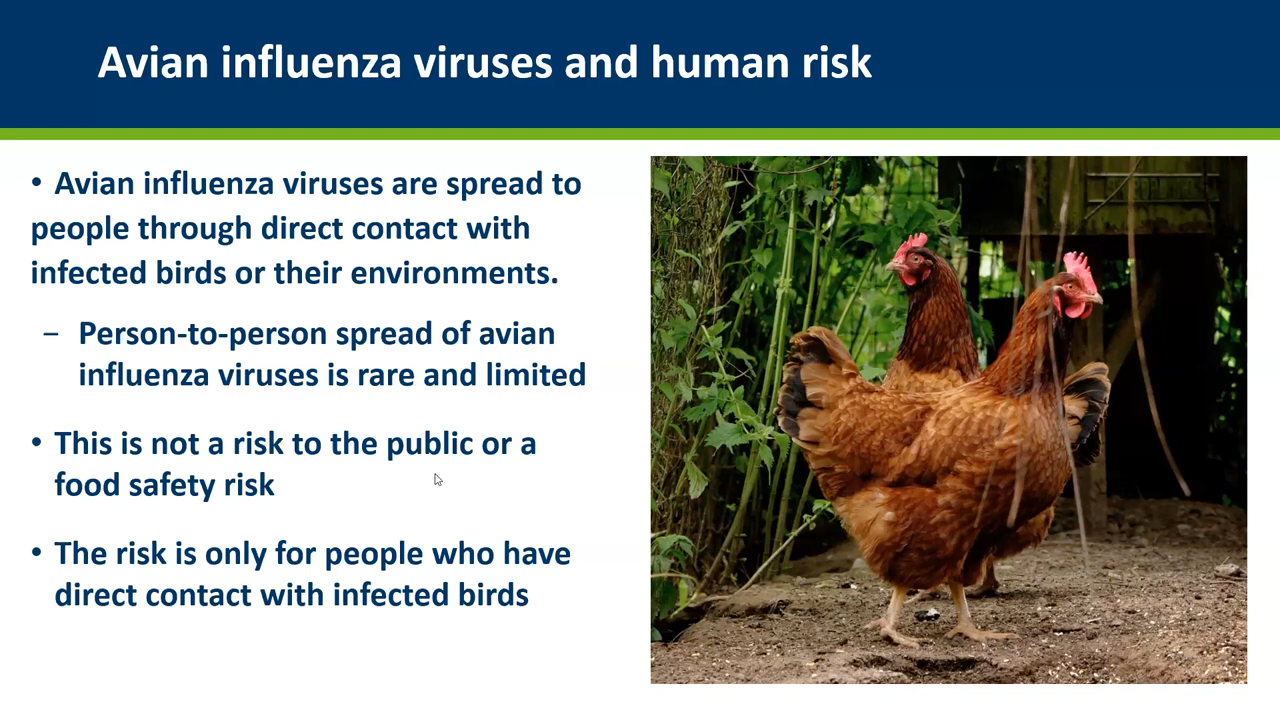 Avian influenza viruses and human risk
• Avian influenza viruses are spread to
people through direct contact with
infected birds or their environments.
– Person-to-person spread of avian
influenza viruses is rare and limited
• This is not a risk to the public or a
food safety risk
• The risk is only for people who have
direct contact with infected birds